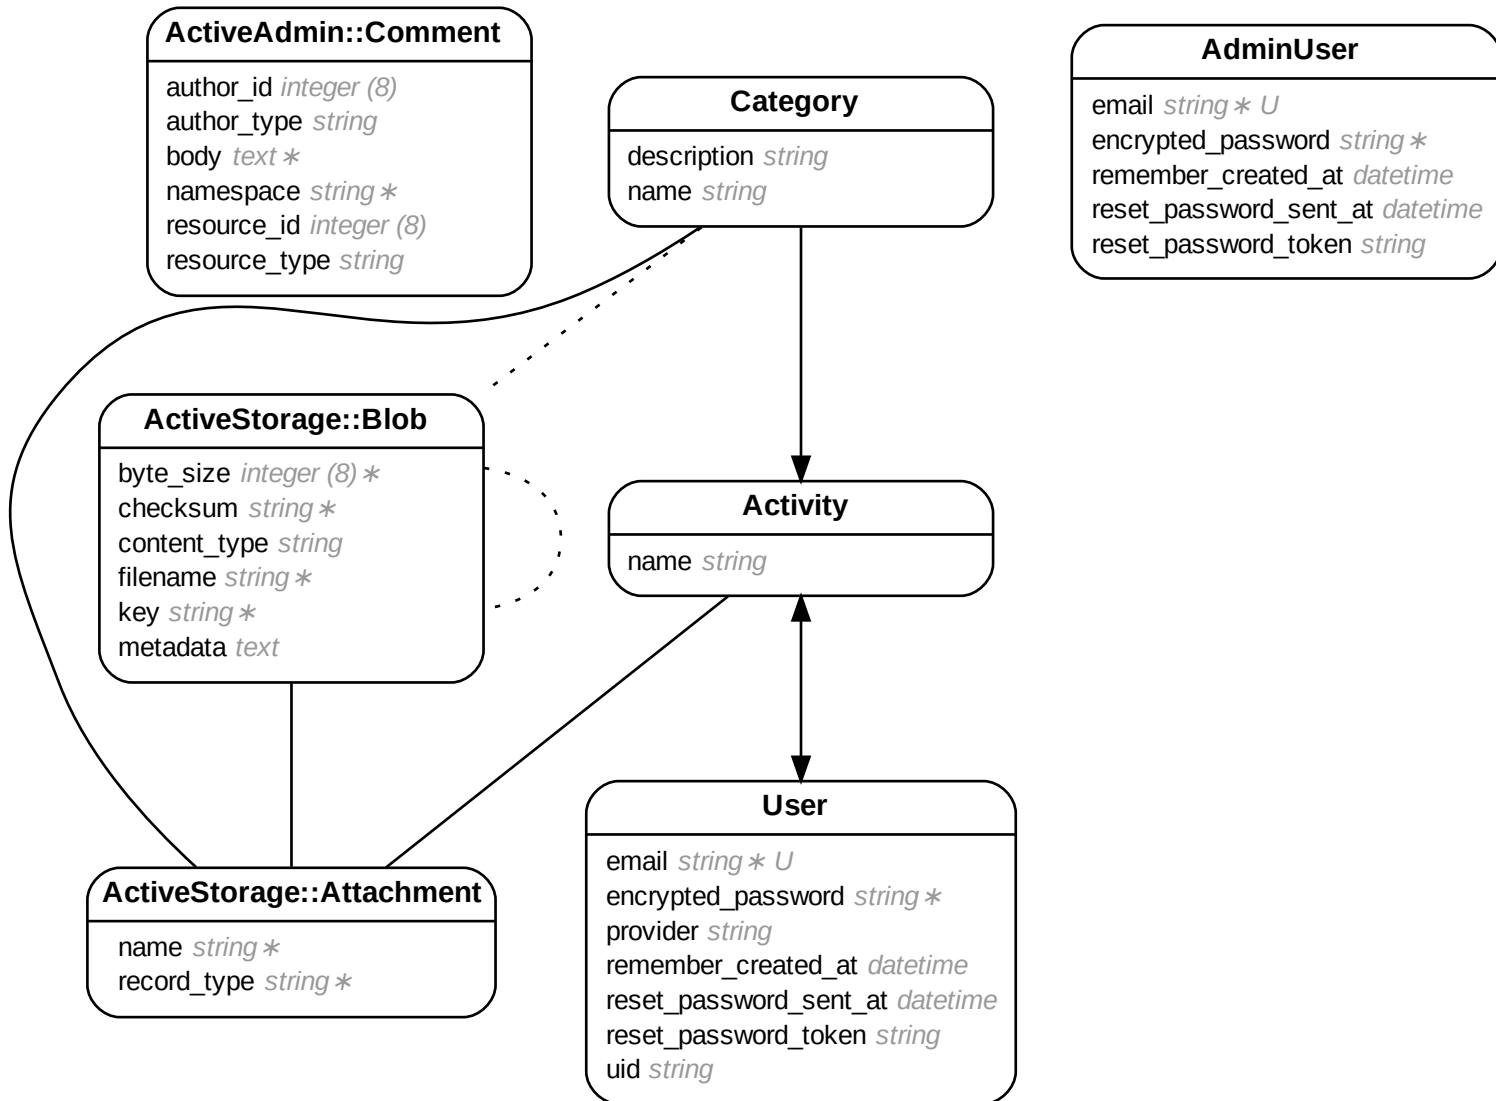 ActiveAdmin::Comment
author_id integer (8)
author_type string
body text ∗
namespace string ∗
resource_id integer (8)
resource_type string
Category
description string
name string
AdminUser
email string ∗ U
encrypted_password string ∗
remember_created_at datetime
reset_password_sent_at datetime
reset_password_token string
ActiveStorage::Blob
byte_size integer (8) ∗
checksum string ∗
content_type string
filename string ∗
key string ∗
metadata text
Activity
name string
ActiveStorage::Attachment
name string ∗
record_type string ∗
User
email string ∗ U
encrypted_password string ∗
provider string
remember_created_at datetime
reset_password_sent_at datetime
reset_password_token string
uid string